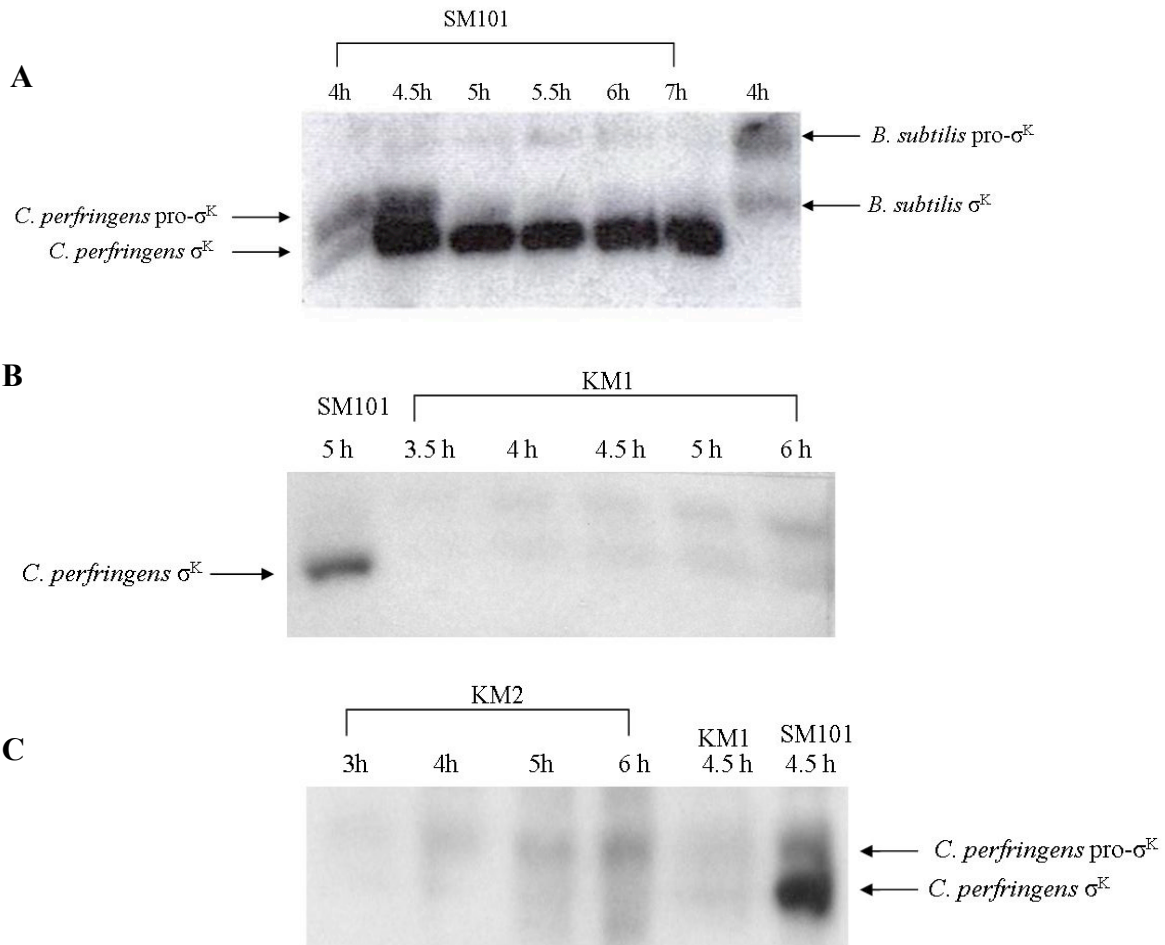 SM101
A
4h 4.5h 5h 5.5h 6h 7h 4h
B. subtilis pro-σᴷ
C. perfringens pro-σᴷ
B. subtilis σᴷ
C. perfringens σᴷ
B
KM1
SM101
5 h 3.5 h 4 h 4.5 h 5 h 6 h
C. perfringens σᴷ
KM2
C
KM1 SM101
3h 4h 5h 6 h 4.5 h 4.5 h
C. perfringens pro-σᴷ
C. perfringens σᴷ